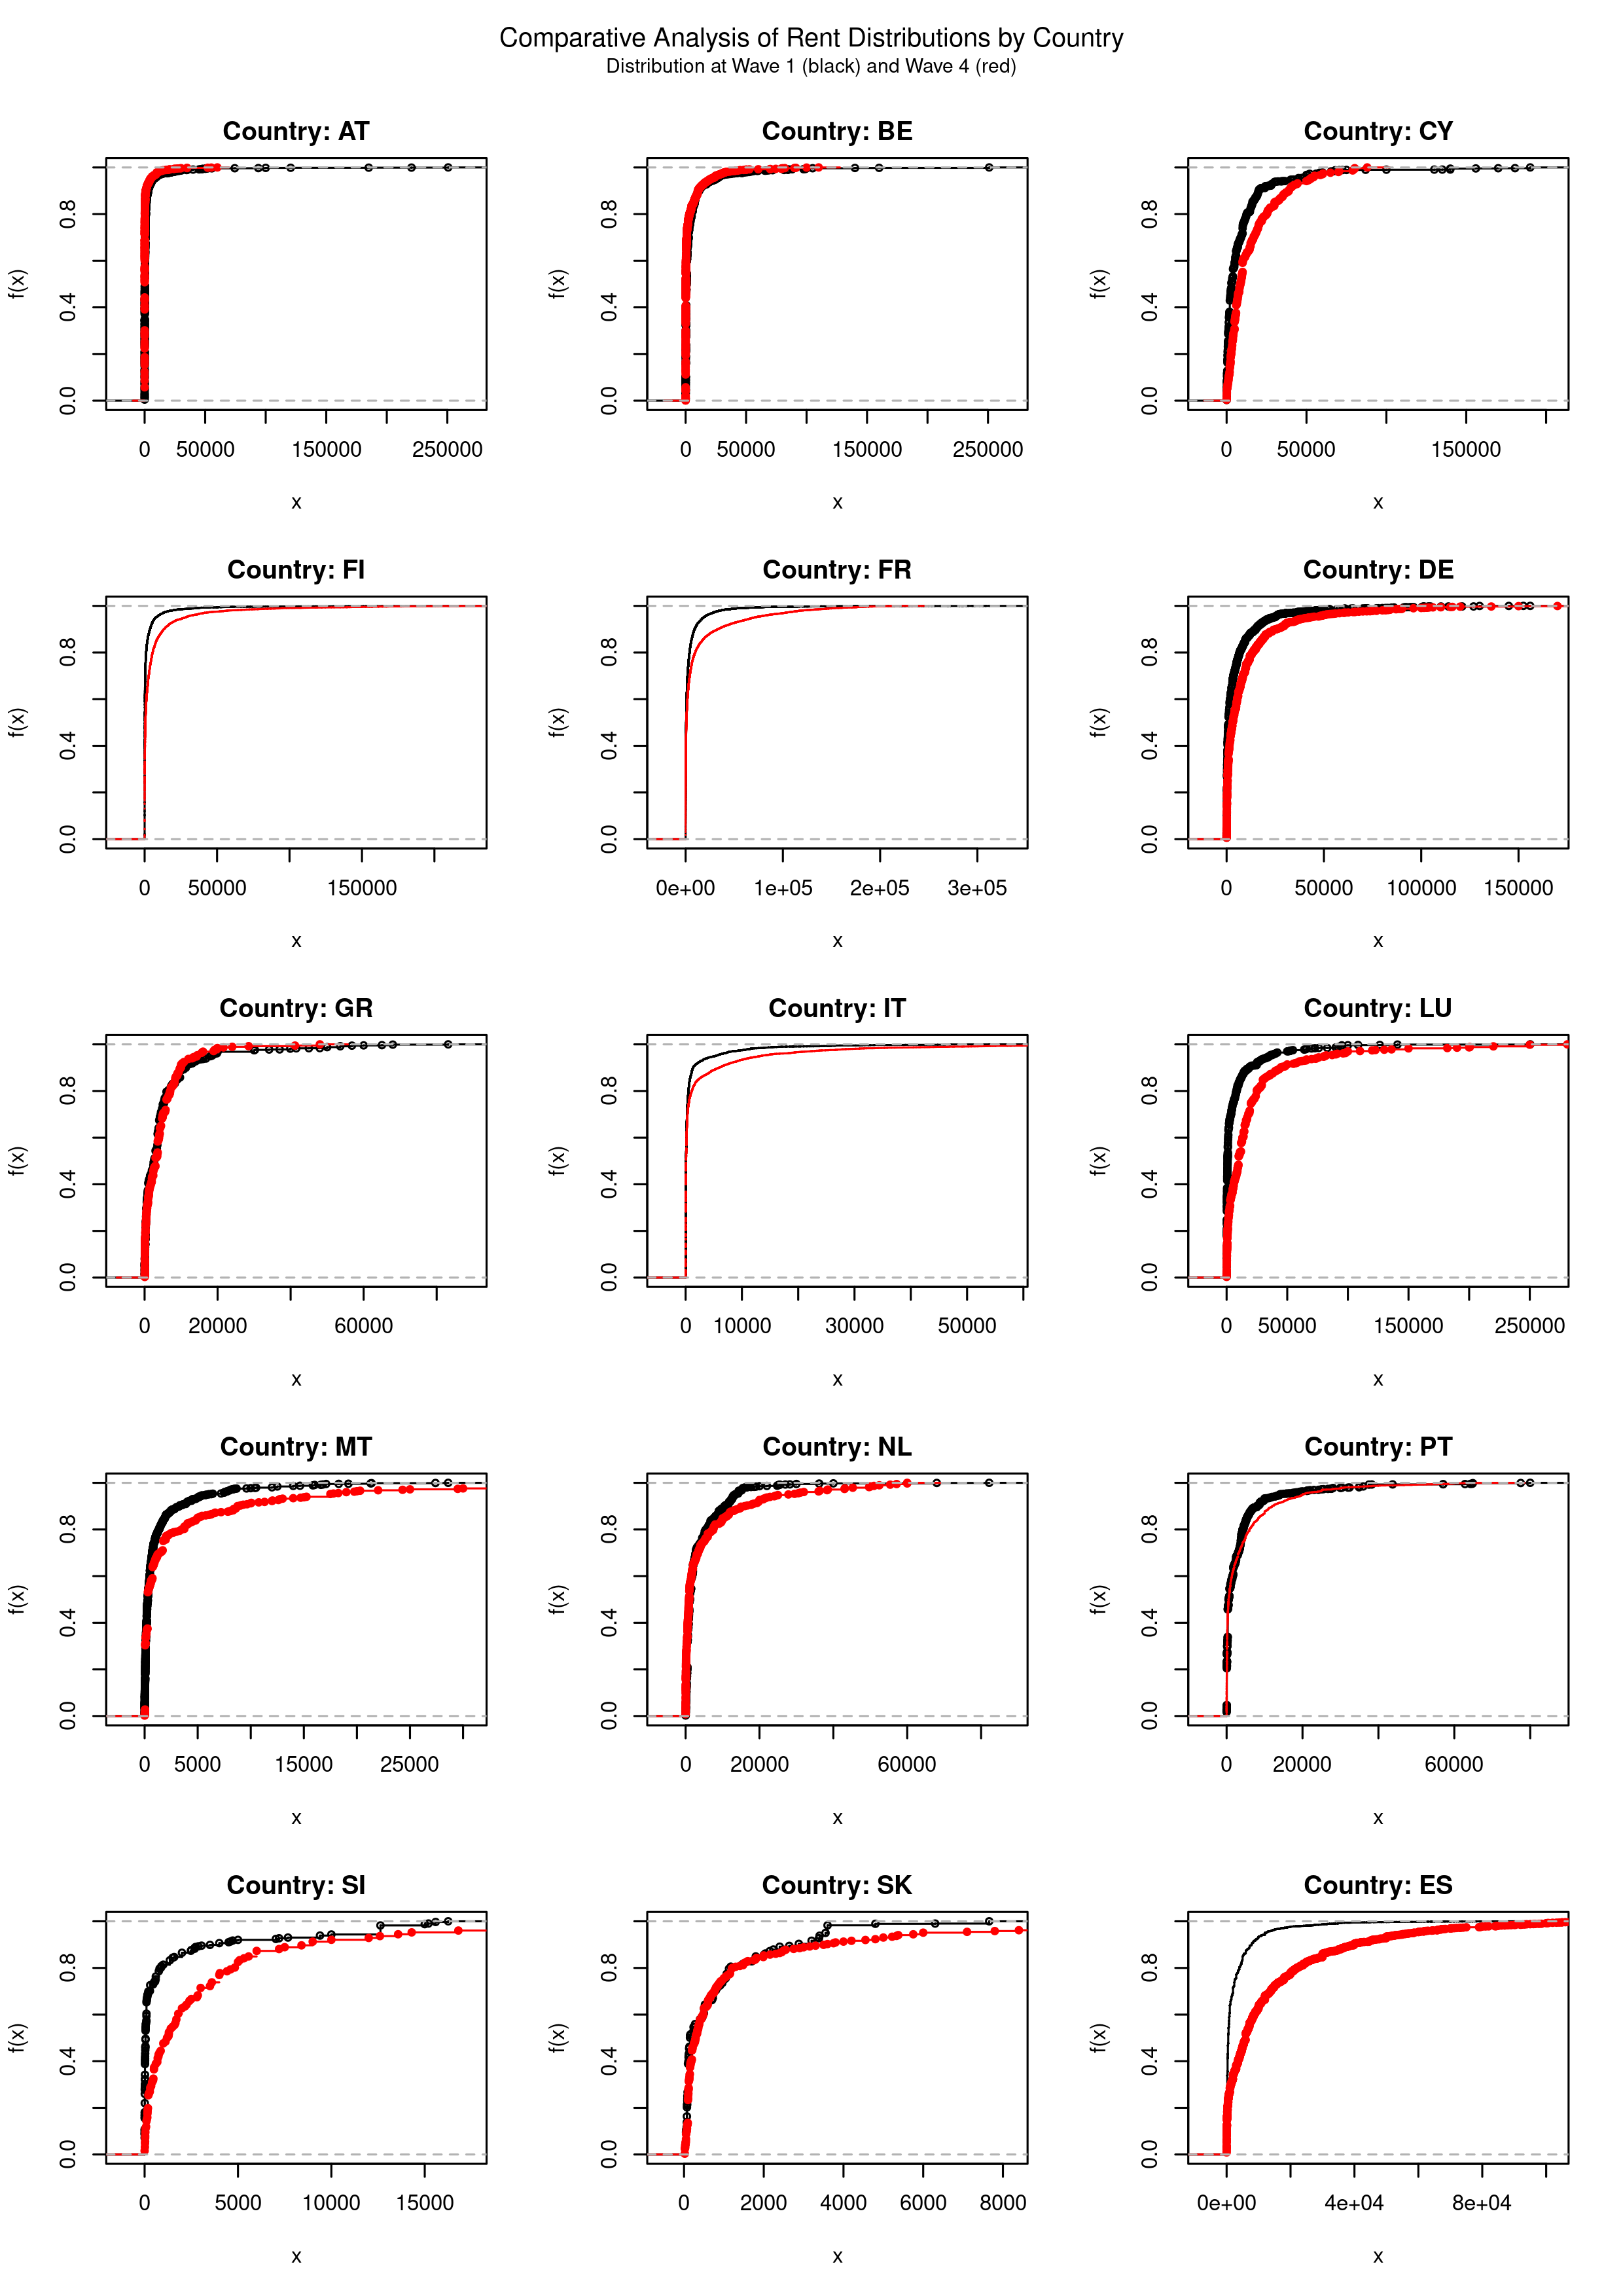 Comparative Analysis of Rent Distributions by Country
Distribution at Wave 1 (black) and Wave 4 (red)
Country: AT
f(x)
0.0 0.4 0.8
0 50000 150000 250000
x
Country: BE
f(x)
0.0 0.4 0.8
0 50000 150000 250000
x
Country: CY
f(x)
0.0 0.4 0.8
0 50000 150000
x
Country: FI
f(x)
0.0 0.4 0.8
0 50000 150000
x
Country: FR
f(x)
0.0 0.4 0.8
0e+00 1e+05 2e+05 3e+05
x
Country: DE
f(x)
0.0 0.4 0.8
0 50000 100000 150000
x
Country: GR
f(x)
0.0 0.4 0.8
0 20000 60000
x
Country: IT
f(x)
0.0 0.4 0.8
0 10000 30000 50000
x
Country: LU
f(x)
0.0 0.4 0.8
0 50000 150000 250000
x
Country: MT
f(x)
0.0 0.4 0.8
0 5000 15000 25000
x
Country: NL
f(x)
0.0 0.4 0.8
0 20000 60000
x
Country: PT
f(x)
0.0 0.4 0.8
0 20000 60000
x
Country: SI
f(x)
0.0 0.4 0.8
0 5000 10000 15000
x
Country: SK
f(x)
0.0 0.4 0.8
0 2000 4000 6000 8000
x
Country: ES
f(x)
0.0 0.4 0.8
0e+00 4e+04 8e+04
x